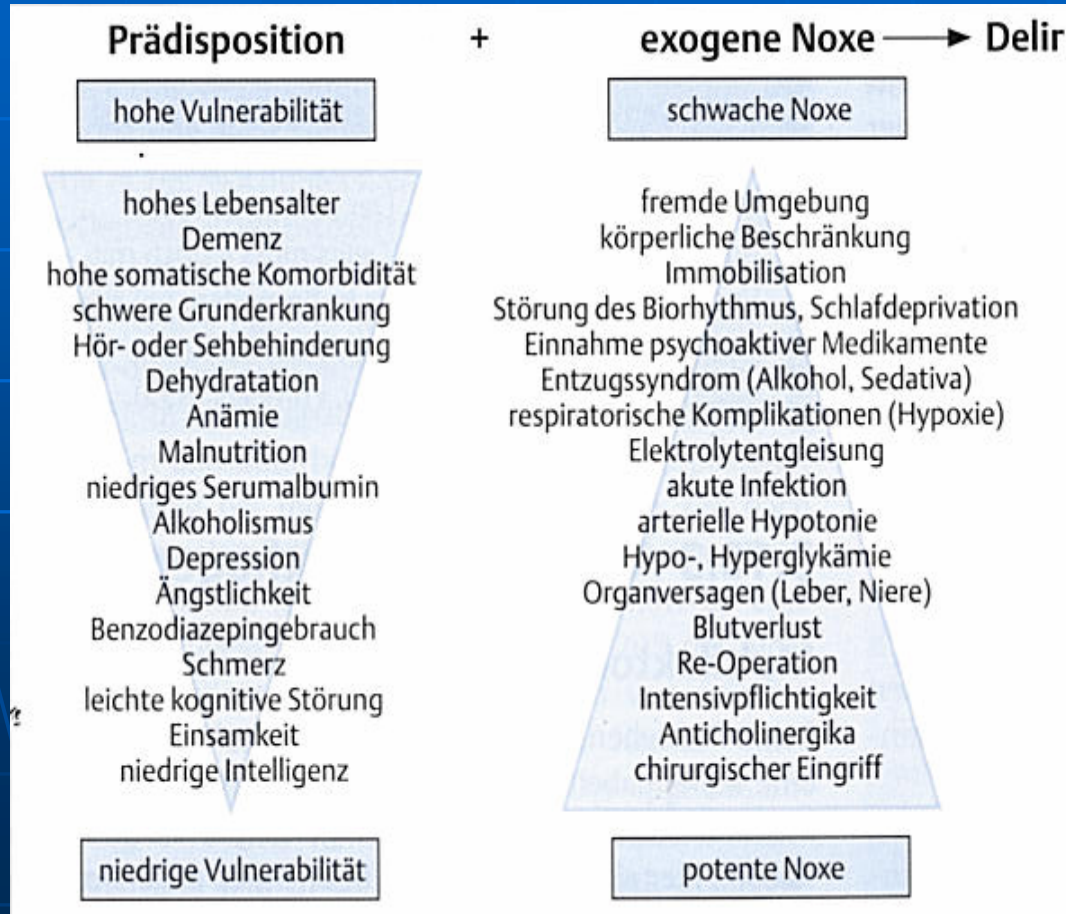 Prädisposition + exogene Noxe → Delir
hohe Vulnerabilität
hohes Lebensalter
Demenz
hohe somatische Komorbidität
schwere Grunderkrankung
Hör- oder Sehbehinderung
Dehydratation
Anämie
Malnutrition
niedriges Serumalbumin
Alkoholismus
Depression
Ängstlichkeit
Benzodiazepingebrauch
Schmerz
leichte kognitive Störung
Einsamkeit
niedrige Intelligenz
niedrige Vulnerabilität
schwache Noxe
fremde Umgebung
körperliche Beschränkung
Immobilisation
Störung des Biorhythmus, Schlafdeprivation
Einnahme psychoaktiver Medikamente
Entzugssyndrom (Alkohol, Sedativa)
respiratorische Komplikationen (Hypoxie)
Elektrolytentgleisung
akute Infektion
arterielle Hypotonie
Hypo-, Hyperglykämie
Organversagen (Leber, Niere)
Blutverlust
Re-Operation
Intensivpflichtigkeit
Anticholinergika
chirurgischer Eingriff
potente Noxe